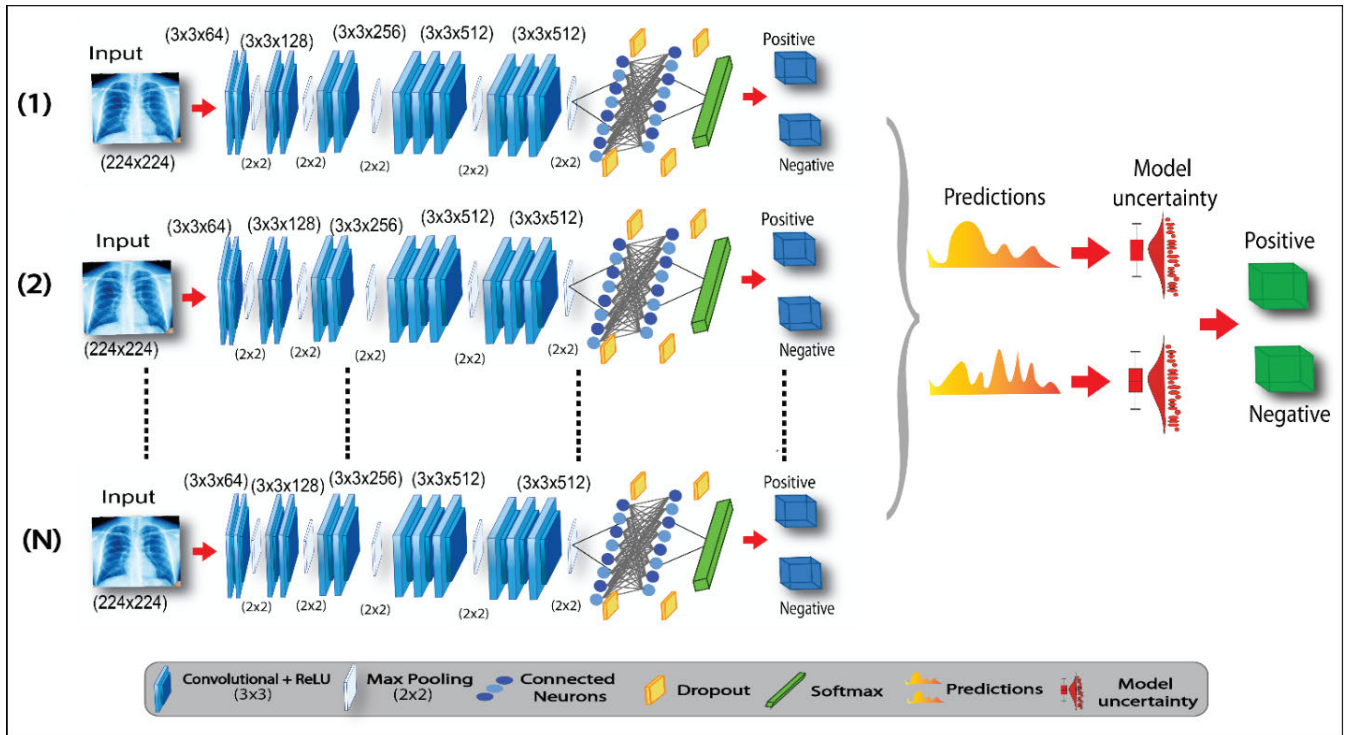 Input
(3x3x64)
(3x3x128)
(3x3x256)
(3x3x512)
(3x3x512)
Positive
(1)
(224x224)
(2x2)
(2x2)
(2x2)
(2x2)
(2x2)
Negative
Input
(3x3x64)
(3x3x128)
(3x3x256)
(3x3x512)
(3x3x512)
Positive
(2)
(224x224)
(2x2)
(2x2)
(2x2)
(2x2)
(2x2)
Negative
Input
(3x3x64)
(3x3x128)
(3x3x256)
(3x3x512)
(3x3x512)
Positive
(N)
(224x224)
(2x2)
(2x2)
(2x2)
(2x2)
(2x2)
Negative
Predictions
Model
uncertainty
Positive
Negative
Convolutional + ReLU
(3x3)
Max Pooling
(2x2)
Connected
Neurons
Dropout
Softmax
Predictions
Model
uncertainty